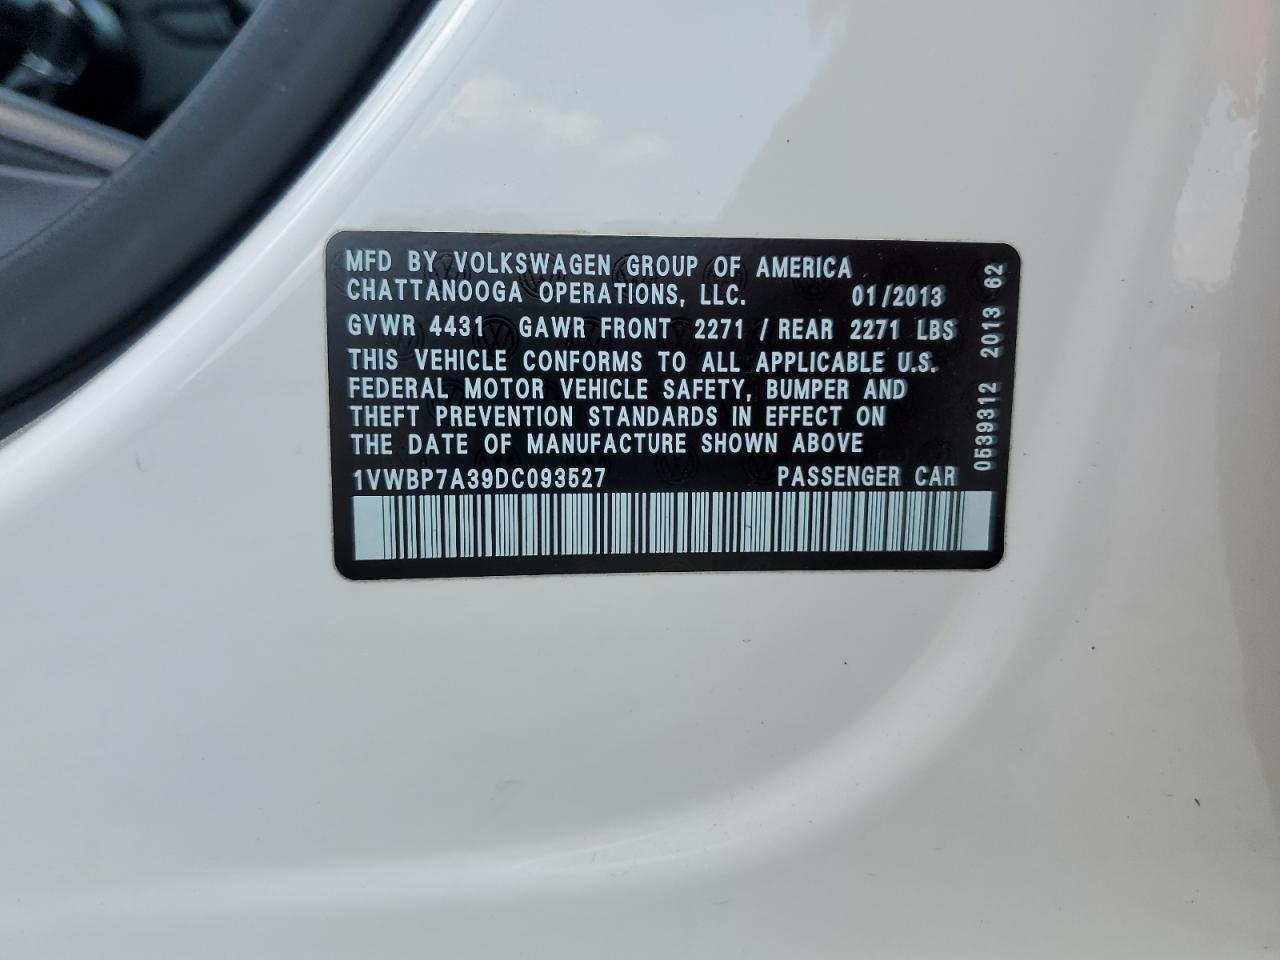 MFD BY VOLKSWAGEN GROUP OF AMERICA
CHATTANOOGA OPERATIONS, LLC. 01/2013
GVWR 4431 GAWR FRONT 2271 / REAR 2271 LBS
THIS VEHICLE CONFORMS TO ALL APPLICABLE U.S.
FEDERAL MOTOR VEHICLE SAFETY, BUMPER AND
THEFT PREVENTION STANDARDS IN EFFECT ON
THE DATE OF MANUFACTURE SHOWN ABOVE
1VWBP7A39DC093527 PASSENGER CAR
0539312 2013 62